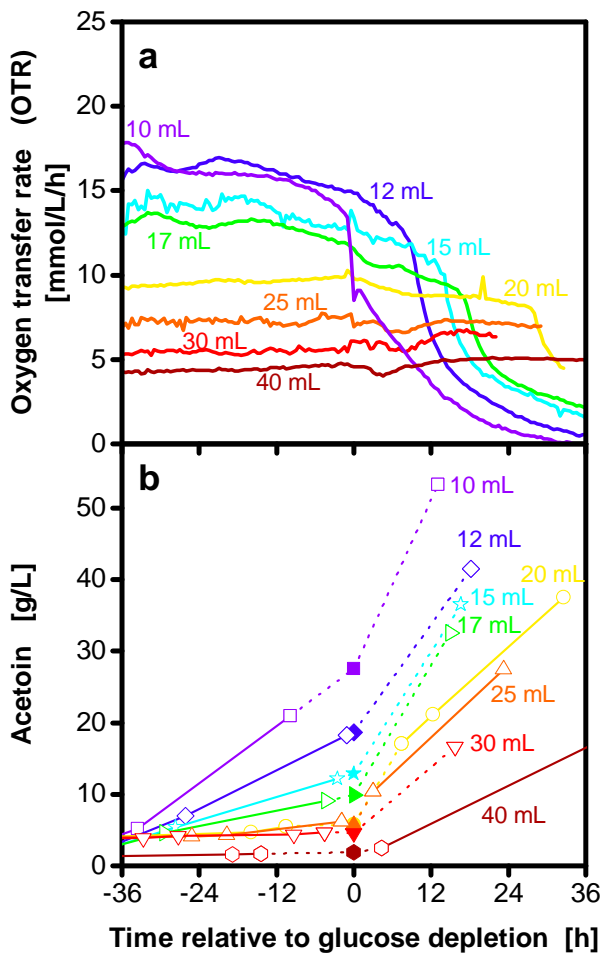 25
a
Oxygen transfer rate (OTR)
[mmol/L/h]
20
10 mL
12 mL
15
15 mL
17 mL
10
20 mL
25 mL
30 mL
5
40 mL
0
b
50
10 mL
12 mL
40
20 mL
15 mL
17 mL
30
25 mL
Acetoin [g/L]
20
30 mL
40 mL
10
0
-36 -24 -12 0 12 24 36
Time relative to glucose depletion [h]